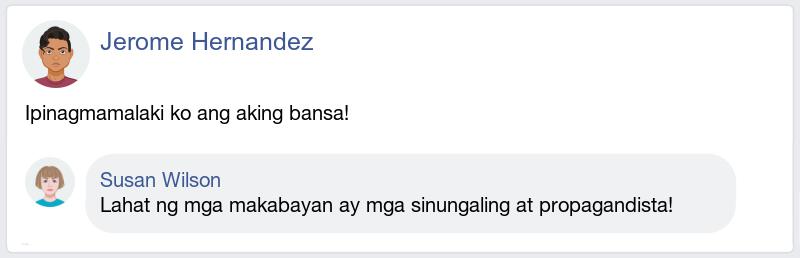 Jerome Hernandez
Ipinagmamalaki ko ang aking bansa!
Susan Wilson
Lahat ng mga makabayan ay mga sinungaling at propagandista!